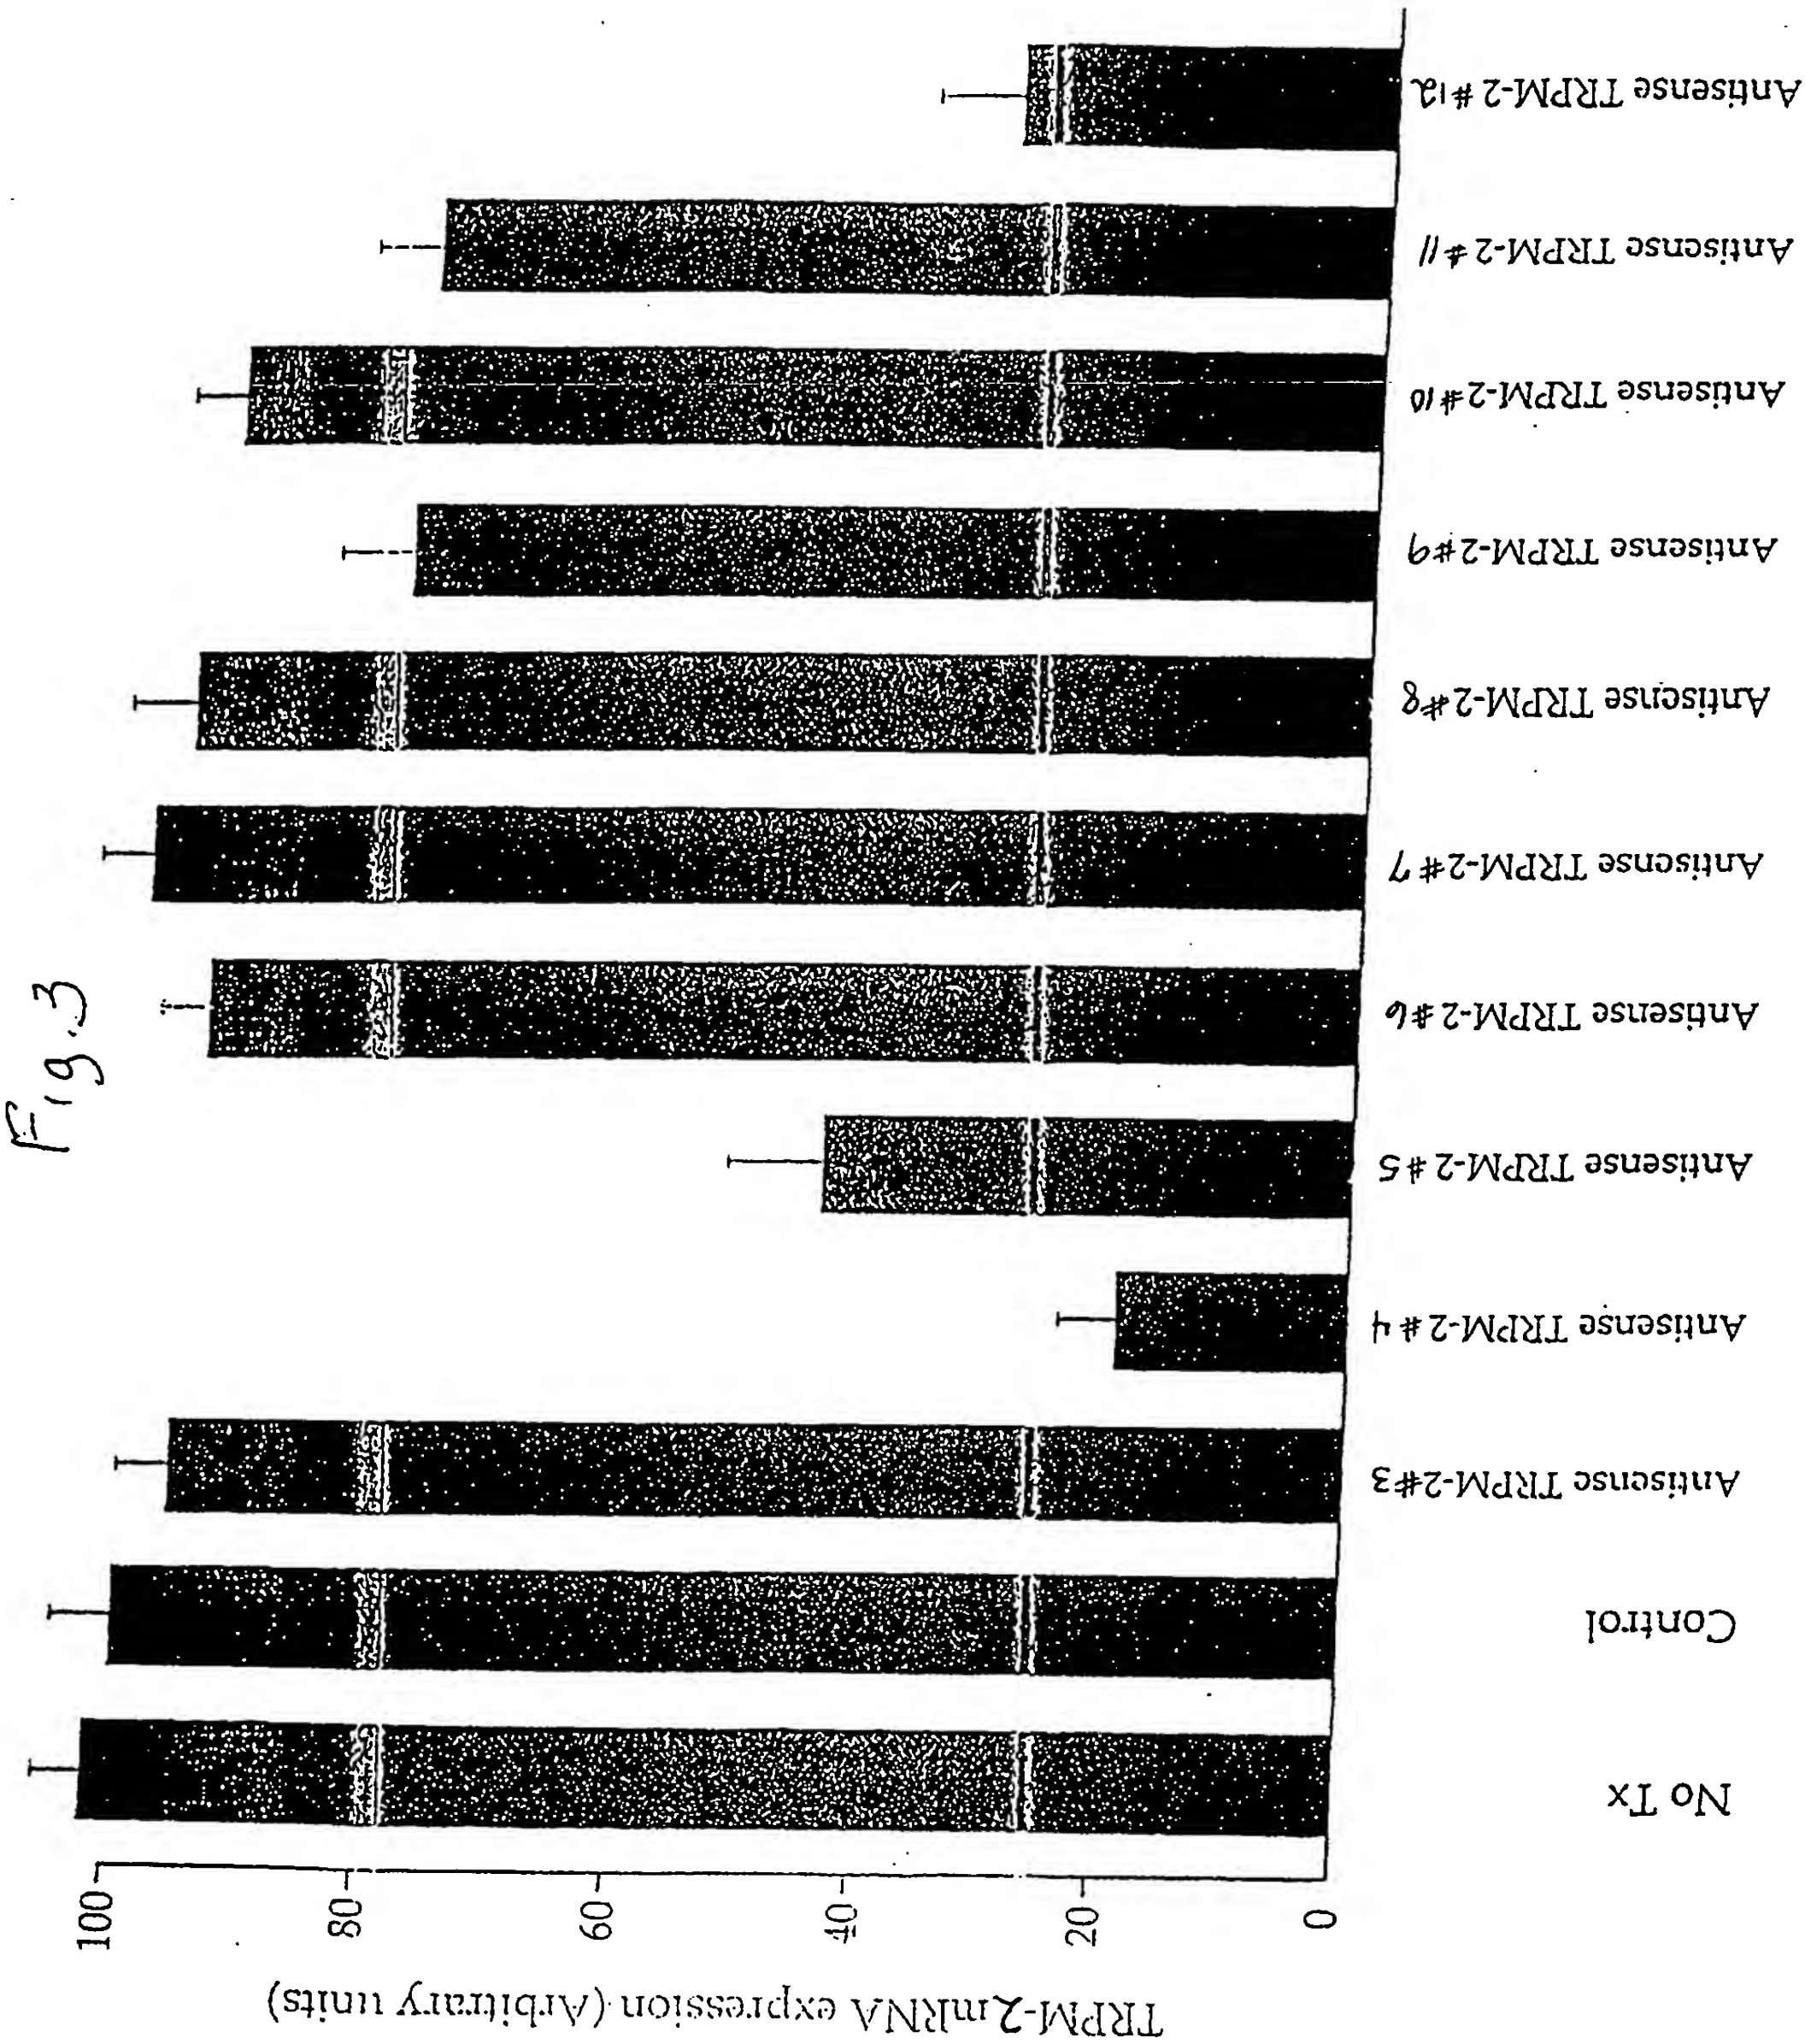 Fig.3
TRPM-2 mRNA expression (Arbitrary units)
100
80
60
40
20
0
No Tx
Control
Antisense TRPM-2#3
Antisense TRPM-2#4
Antisense TRPM-2#5
Antisense TRPM-2#6
Antisense TRPM-2#7
Antisense TRPM-2#8
Antisense TRPM-2#9
Antisense TRPM-2#10
Antisense TRPM-2#11
Antisense TRPM-2#12